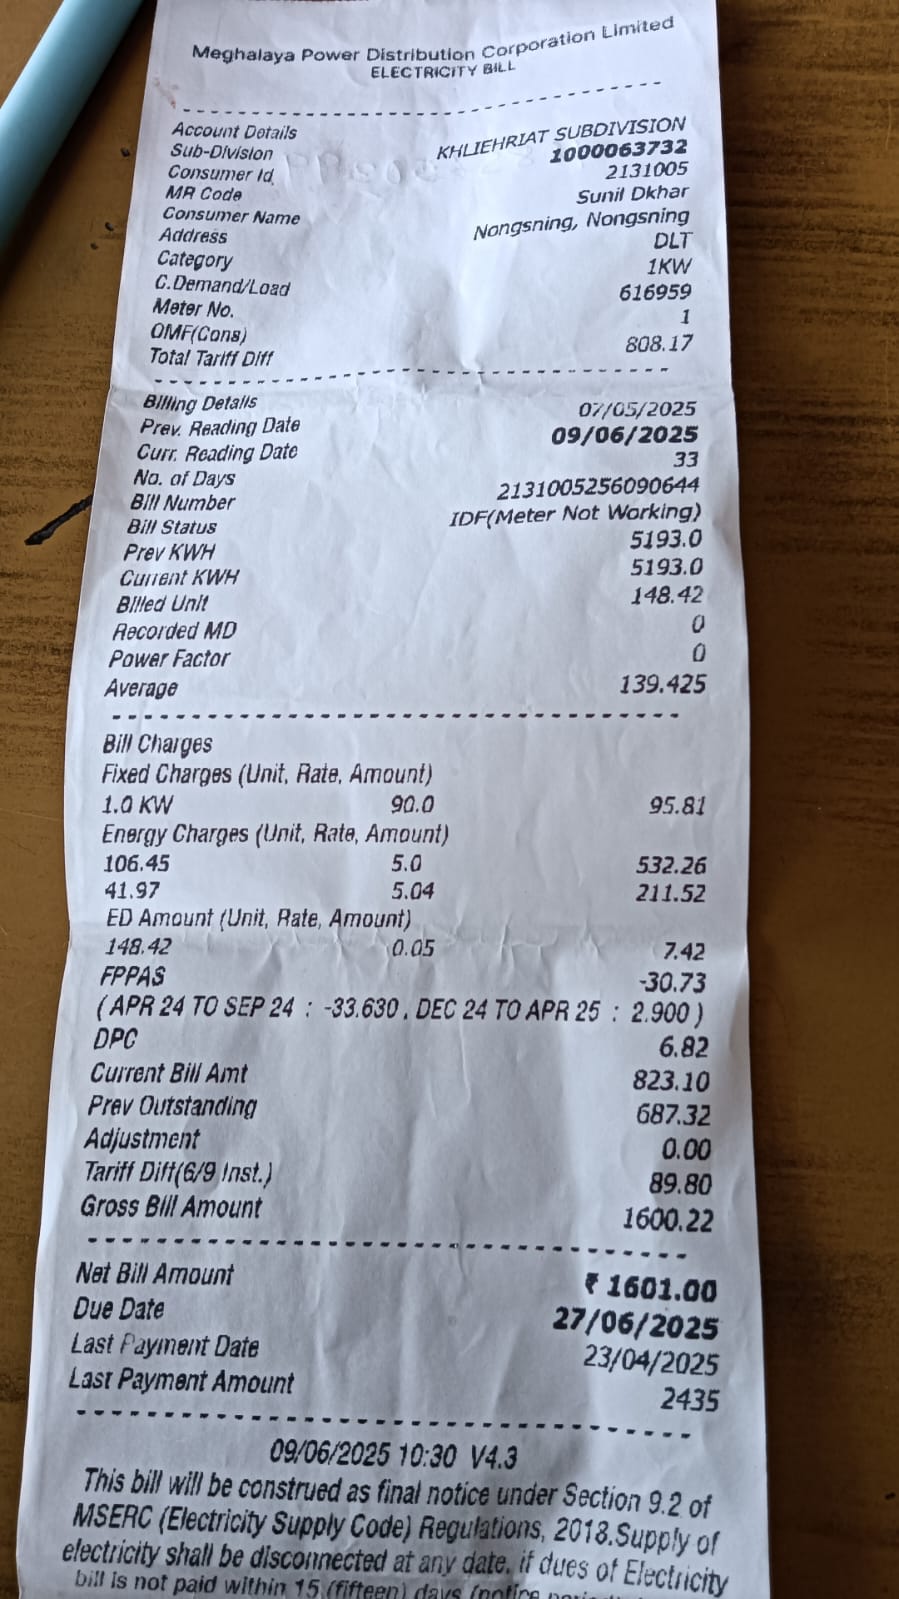 Meghalaya Power Distribution Corporation Limited
ELECTRICITY BILL
Account Details
Sub-Division KHLIEHRIAT SUBDIVISION
Consumer Id 1000063732
MR Code 2131005
Consumer Name Sunil Dkhar
Address Nongsning, Nongsning
Category DLT
C.Demand/Load 1KW
Meter No. 616959
OMF(Cons) 1
Total Tariff Diff 808.17
Billing Details
Prev. Reading Date 07/05/2025
Curr. Reading Date 09/06/2025
No. of Days 33
Bill Number 2131005256090644
Bill Status IDF(Meter Not Working)
Prev KWH 5193.0
Current KWH 5193.0
Billed Unit 148.42
Recorded MD 0
Power Factor 0
Average 139.425
Bill Charges
Fixed Charges (Unit, Rate, Amount)
1.0 KW 90.0 95.81
Energy Charges (Unit, Rate, Amount)
106.45 5.0 532.26
41.97 5.04 211.52
ED Amount (Unit, Rate, Amount)
148.42 0.05 7.42
FPPAS -30.73
( APR 24 TO SEP 24 : -33.630 , DEC 24 TO APR 25 : 2.900 )
DPC 6.82
Current Bill Amt 823.10
Prev Outstanding 687.32
Adjustment 0.00
Tariff Diff(6/9 Inst.) 89.80
Gross Bill Amount 1600.22
Net Bill Amount ₹ 1601.00
Due Date 27/06/2025
Last Payment Date 23/04/2025
Last Payment Amount 2435
09/06/2025 10:30 V4.3
This bill will be construed as final notice under Section 9.2 of
MSERC (Electricity Supply Code) Regulations, 2018.Supply of
electricity shall be disconnected at any date, if dues of Electricity
bill is not paid within 15 (fifteen) days (notice